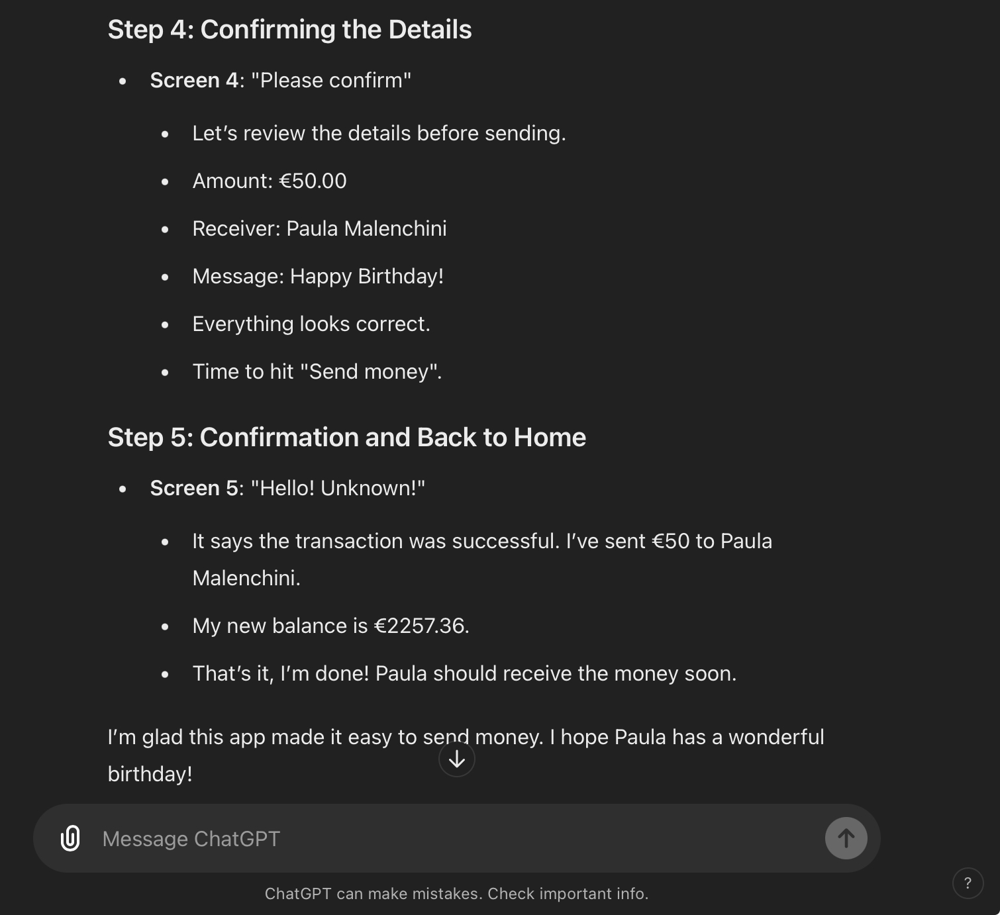 Step 4: Confirming the Details
• Screen 4: "Please confirm"
• Let’s review the details before sending.
• Amount: €50.00
• Receiver: Paula Malenchini
• Message: Happy Birthday!
• Everything looks correct.
• Time to hit "Send money".
Step 5: Confirmation and Back to Home
• Screen 5: "Hello! Unknown!"
• It says the transaction was successful. I’ve sent €50 to Paula
Malenchini.
• My new balance is €2257.36.
• That’s it, I’m done! Paula should receive the money soon.
I’m glad this app made it easy to send money. I hope Paula has a wonderful
birthday!
Message ChatGPT
ChatGPT can make mistakes. Check important info.
?